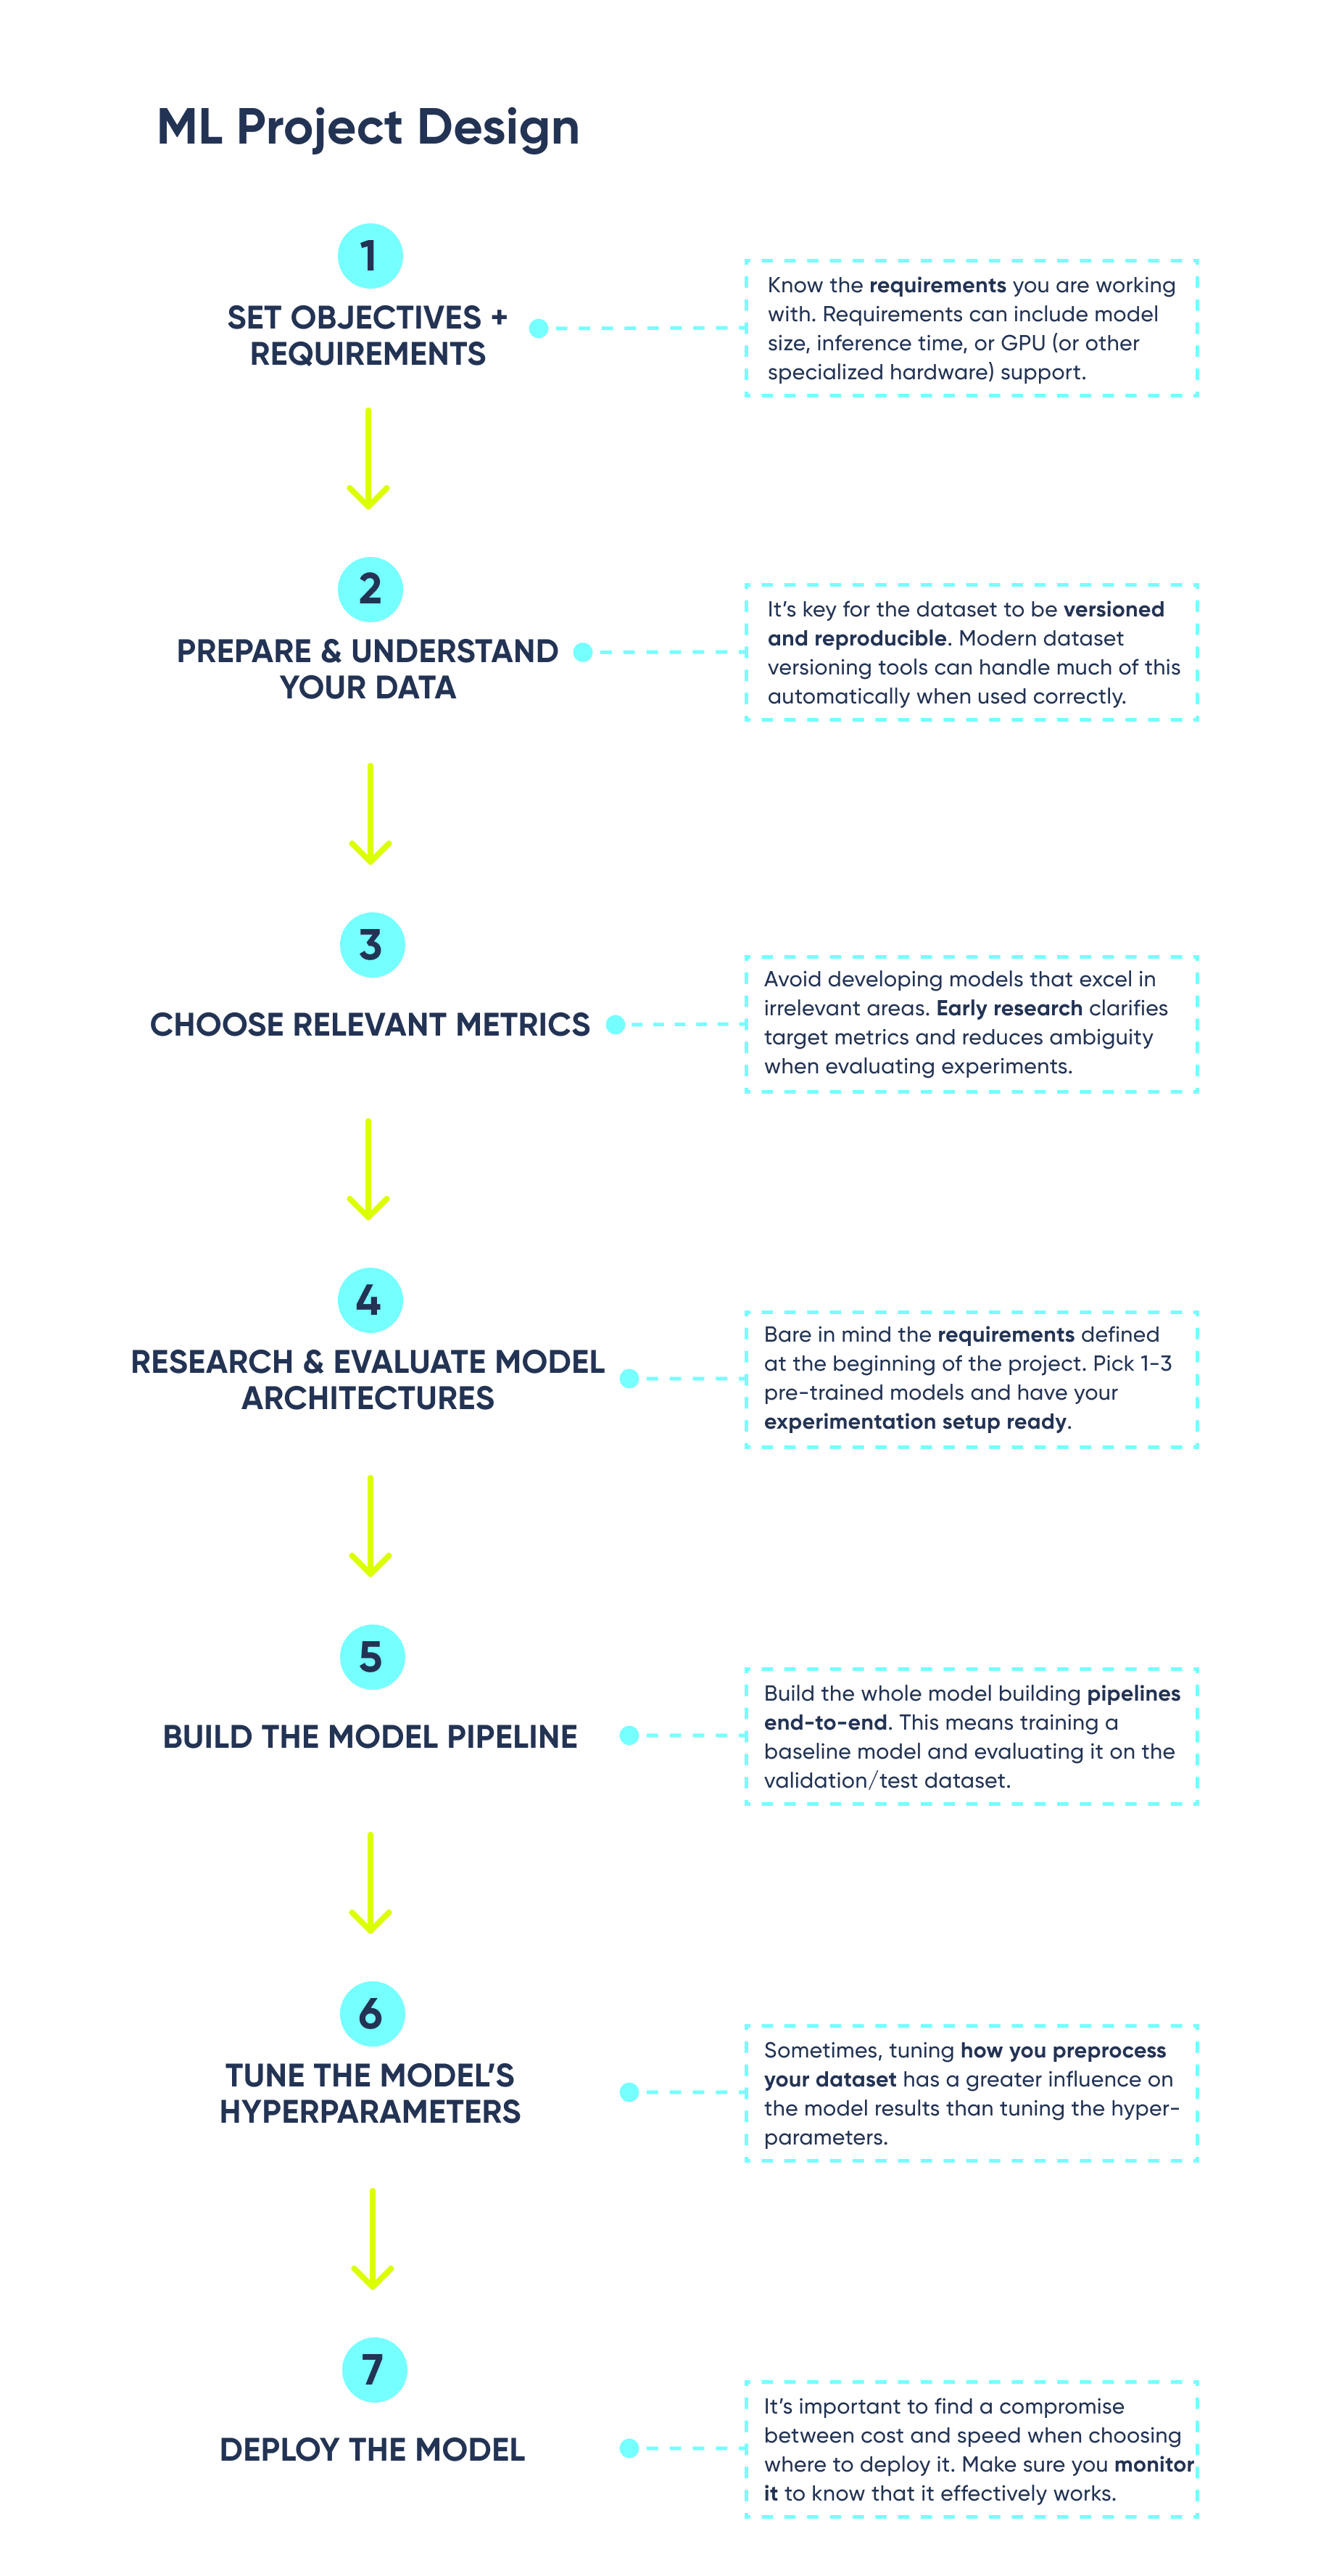 ML Project Design
1
SET OBJECTIVES +
REQUIREMENTS
Know the requirements you are working
with. Requirements can include model
size, inference time, or GPU (or other
specialized hardware) support.
2
PREPARE & UNDERSTAND
YOUR DATA
It’s key for the dataset to be versioned
and reproducible. Modern dataset
versioning tools can handle much of this
automatically when used correctly.
3
CHOOSE RELEVANT METRICS
Avoid developing models that excel in
irrelevant areas. Early research clarifies
target metrics and reduces ambiguity
when evaluating experiments.
4
RESEARCH & EVALUATE MODEL
ARCHITECTURES
Bare in mind the requirements defined
at the beginning of the project. Pick 1-3
pre-trained models and have your
experimentation setup ready.
5
BUILD THE MODEL PIPELINE
Build the whole model building pipelines
end-to-end. This means training a
baseline model and evaluating it on the
validation/test dataset.
6
TUNE THE MODEL’S
HYPERPARAMETERS
Sometimes, tuning how you preprocess
your dataset has a greater influence on
the model results than tuning the hyper-
parameters.
7
DEPLOY THE MODEL
It’s important to find a compromise
between cost and speed when choosing
where to deploy it. Make sure you monitor
it to know that it effectively works.